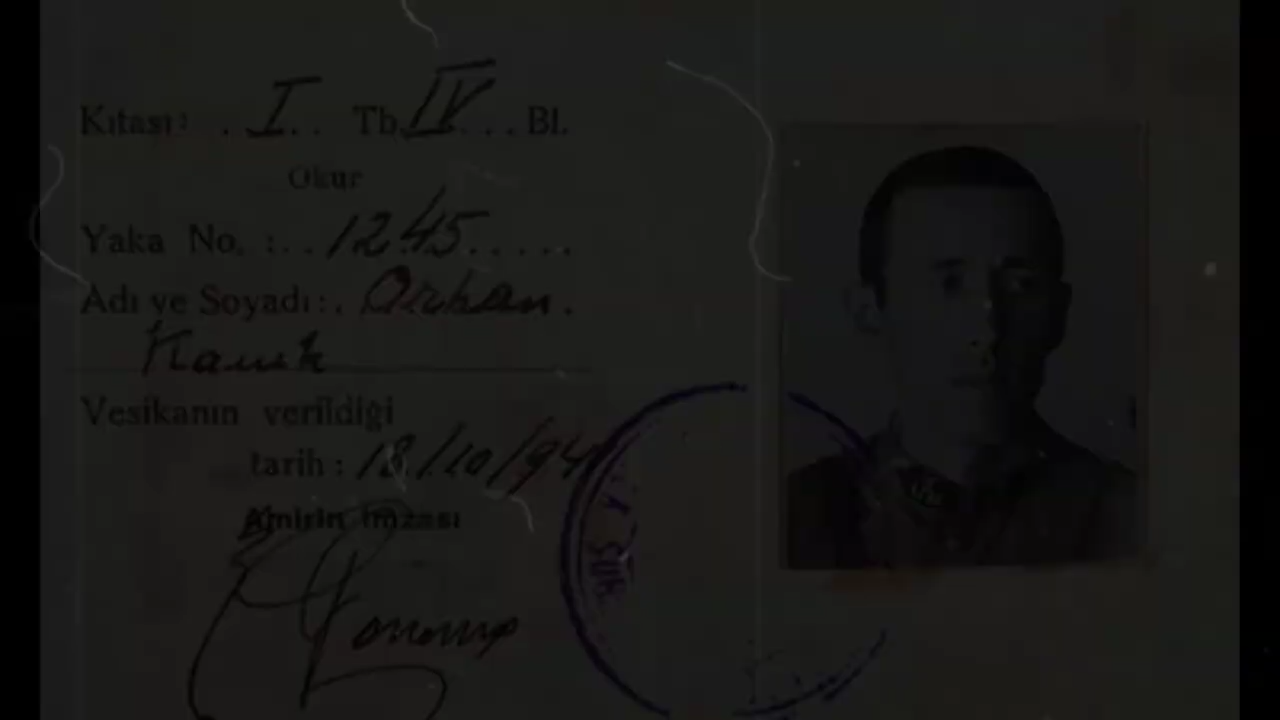 Kıtası: . I . . Tb. IV . . . Bl.
Okur
Yaka No. : . . 1245 . . . . .
Adı ve Soyadı : . Orhan .
Kanık
Vesikanın verildiği
tarih : 18/10/94
Amirin imzası